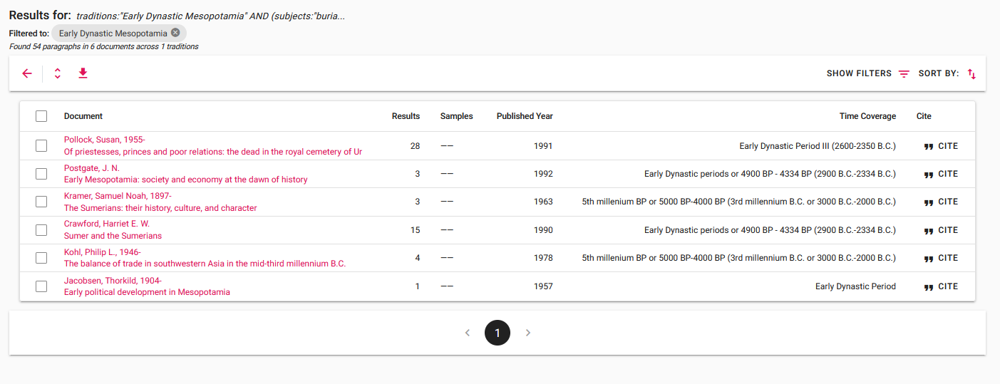 Results for: traditions:"Early Dynastic Mesopotamia" AND (subjects:"buria...
Filtered to: Early Dynastic Mesopotamia
Found 54 paragraphs in 6 documents across 1 traditions
SHOW FILTERS SORT BY:
Document Results Samples Published Year Time Coverage Cite
Pollock, Susan, 1955-
Of priestesses, princes and poor relations: the dead in the royal cemetery of Ur 28 —— 1991 Early Dynastic Period III (2600-2350 B.C.) CITE
Postgate, J. N.
Early Mesopotamia: society and economy at the dawn of history 3 —— 1992 Early Dynastic periods or 4900 BP - 4334 BP (2900 B.C.-2334 B.C.) CITE
Kramer, Samuel Noah, 1897-
The Sumerians: their history, culture, and character 3 —— 1963 5th millenium BP or 5000 BP-4000 BP (3rd millennium B.C. or 3000 B.C.-2000 B.C.) CITE
Crawford, Harriet E. W.
Sumer and the Sumerians 15 —— 1990 Early Dynastic periods or 4900 BP - 4334 BP (2900 B.C.-2334 B.C.) CITE
Kohl, Philip L., 1946-
The balance of trade in southwestern Asia in the mid-third millennium B.C. 4 —— 1978 5th millenium BP or 5000 BP-4000 BP (3rd millennium B.C. or 3000 B.C.-2000 B.C.) CITE
Jacobsen, Thorkild, 1904-
Early political development in Mesopotamia 1 —— 1957 Early Dynastic Period CITE
1